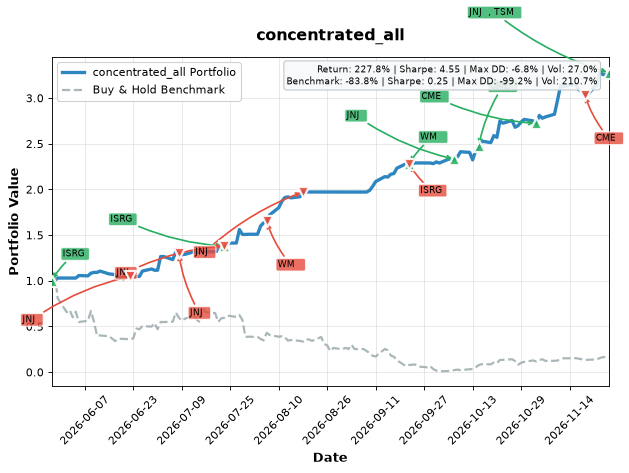 JNJ , TSM
concentrated_all
concentrated_all Portfolio
Buy & Hold Benchmark
Return: 227.8% | Sharpe: 4.55 | Max DD: -6.8% | Vol: 27.0%
Benchmark: -83.8% | Sharpe: 0.25 | Max DD: -99.2% | Vol: 210.7%
CME
JNJ
WM
CME
ISRG
ISRG
ISRG
JNJ
WM
JNJ
JNJ
JNJ
Portfolio Value
3.0
2.5
2.0
1.5
1.0
0.5
0.0
2026-06-07
2026-06-23
2026-07-09
2026-07-25
2026-08-10
2026-08-26
2026-09-11
2026-09-27
2026-10-13
2026-10-29
2026-11-14
Date